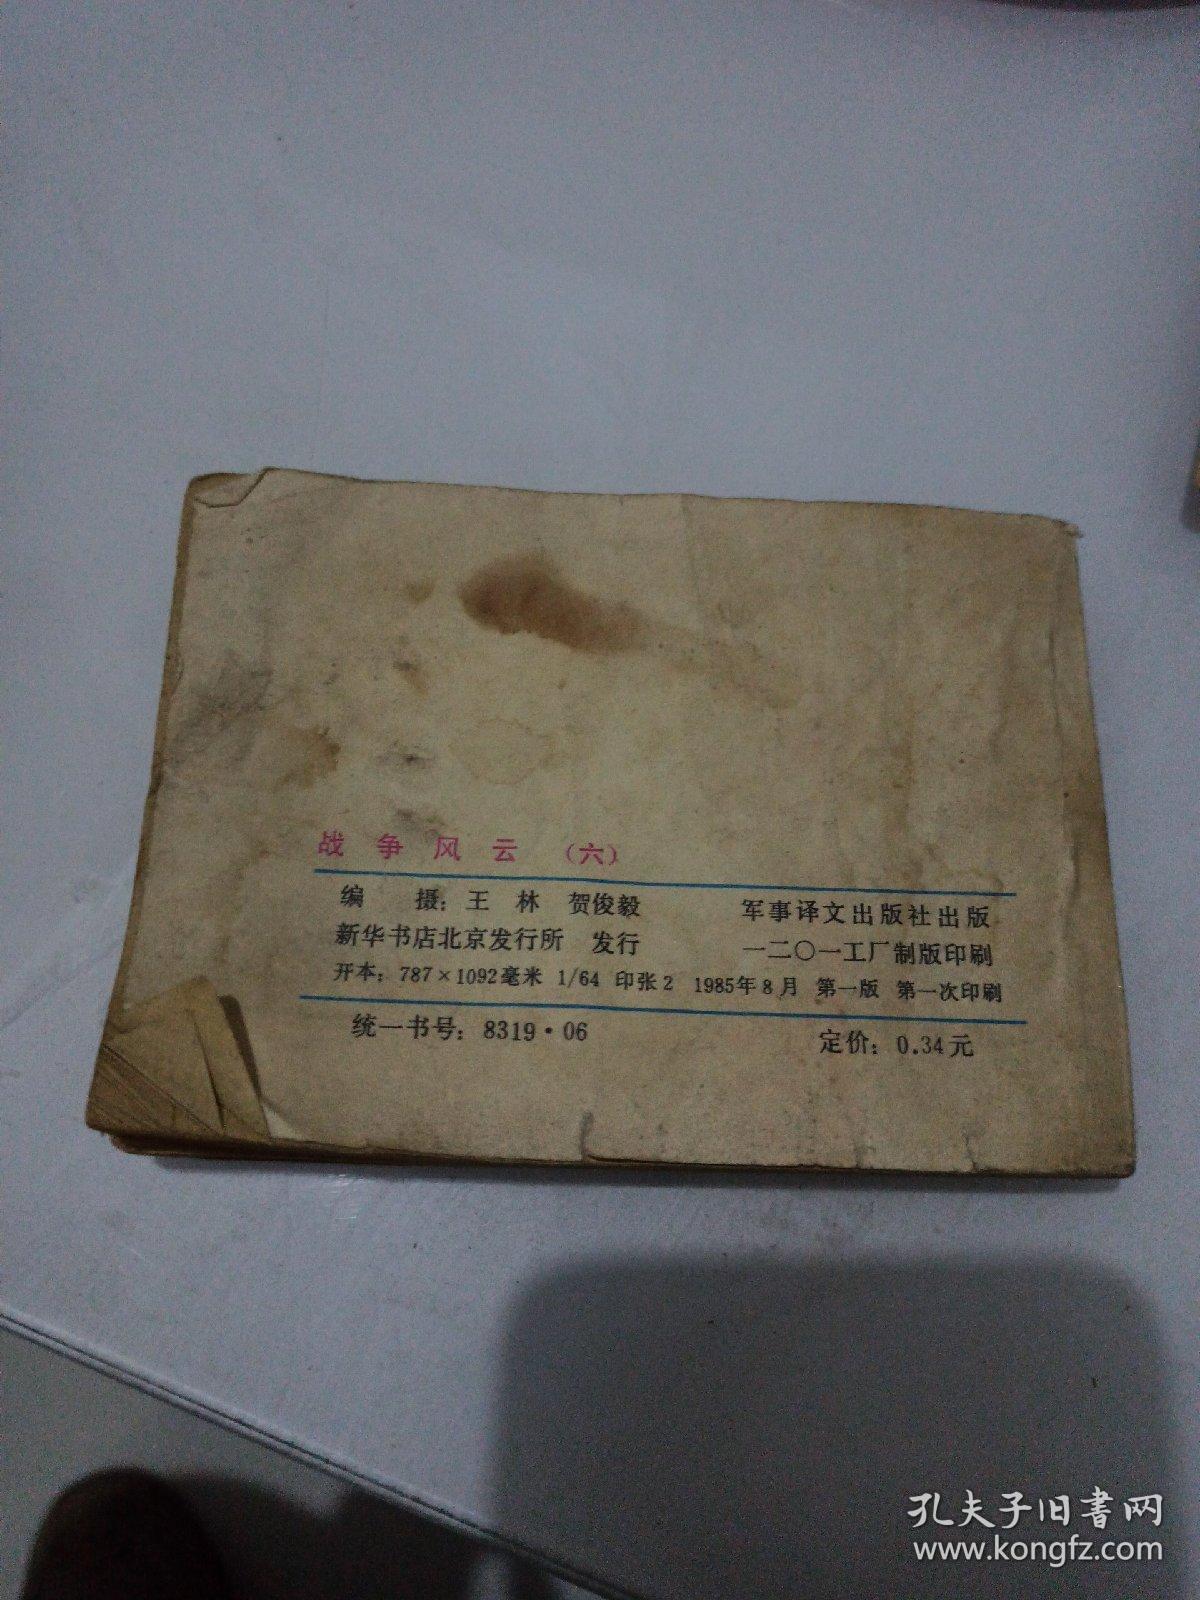 战争风云（六）
编　摄：王　林　贺俊毅　军事译文出版社出版
新华书店北京发行所　发行　一二〇一工厂制版印刷
开本：787×1092毫米　1/64　印张2　1985年8月　第一版　第一次印刷
统一书号：8319·06　定价：0.34元
孔夫子旧书网
www.kongfz.com